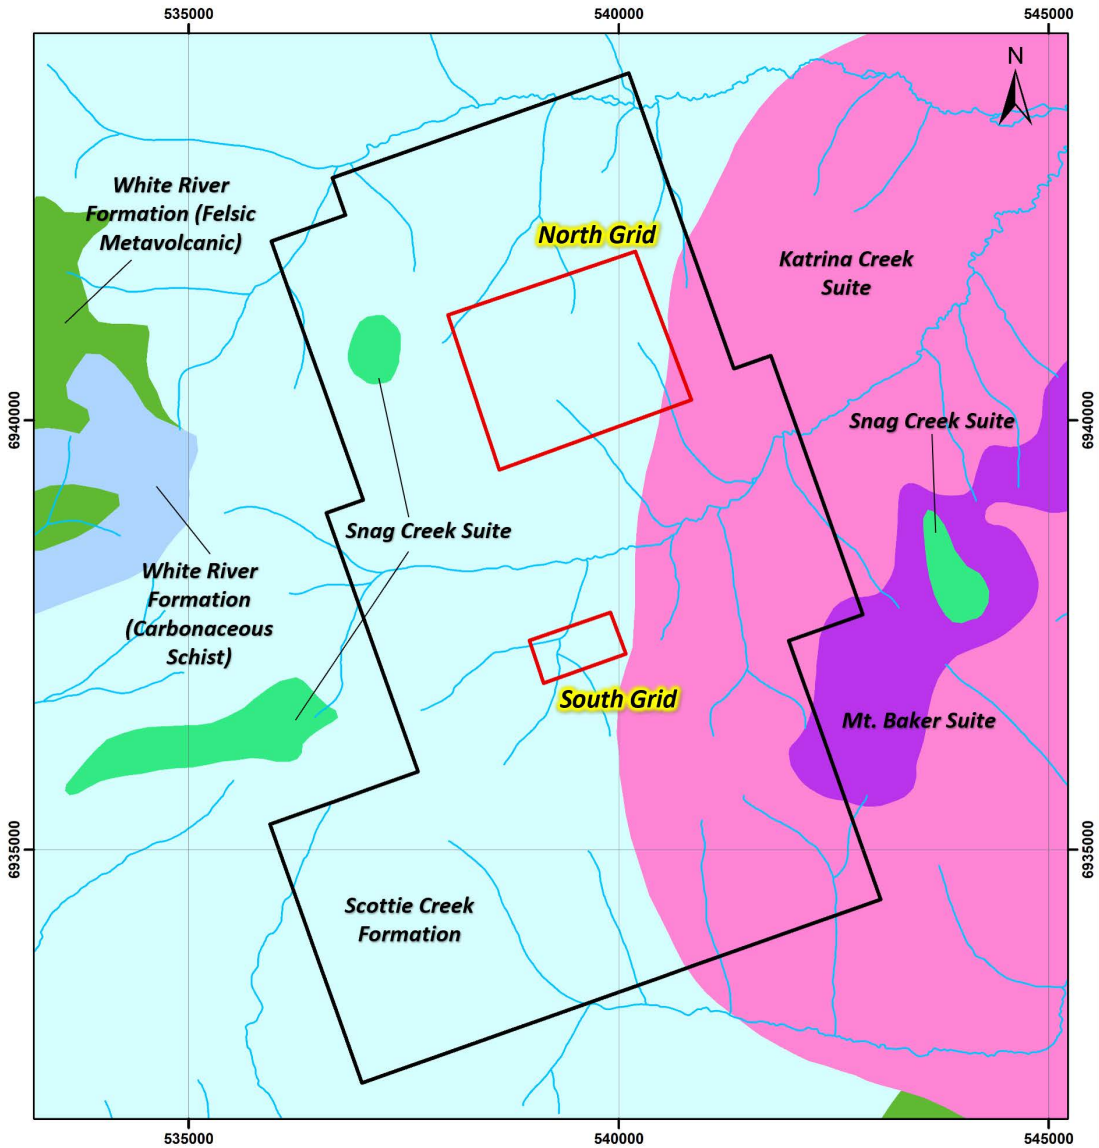 535000
540000
545000
N
White River
Formation (Felsic
Metavolcanic)
North Grid
Katrina Creek
Suite
6940000
6940000
Snag Creek Suite
Snag Creek Suite
White River
Formation
(Carbonaceous
Schist)
South Grid
Mt. Baker Suite
6935000
6935000
Scottie Creek
Formation
535000
540000
545000